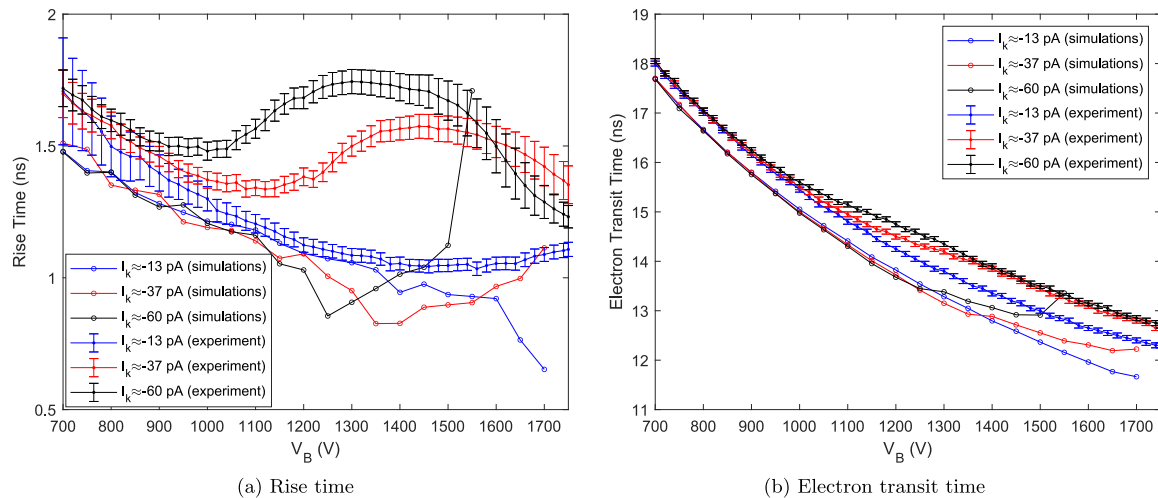 2
1.5
1
0.5
Rise Time (ns)
I_k≈-13 pA (simulations)
I_k≈-37 pA (simulations)
I_k≈-60 pA (simulations)
I_k≈-13 pA (experiment)
I_k≈-37 pA (experiment)
I_k≈-60 pA (experiment)
700 800 900 1000 1100 1200 1300 1400 1500 1600 1700
V_B (V)
(a) Rise time
19
18
17
16
15
14
13
12
11
Electron Transit Time (ns)
I_k≈-13 pA (simulations)
I_k≈-37 pA (simulations)
I_k≈-60 pA (simulations)
I_k≈-13 pA (experiment)
I_k≈-37 pA (experiment)
I_k≈-60 pA (experiment)
700 800 900 1000 1100 1200 1300 1400 1500 1600 1700
V_B (V)
(b) Electron transit time